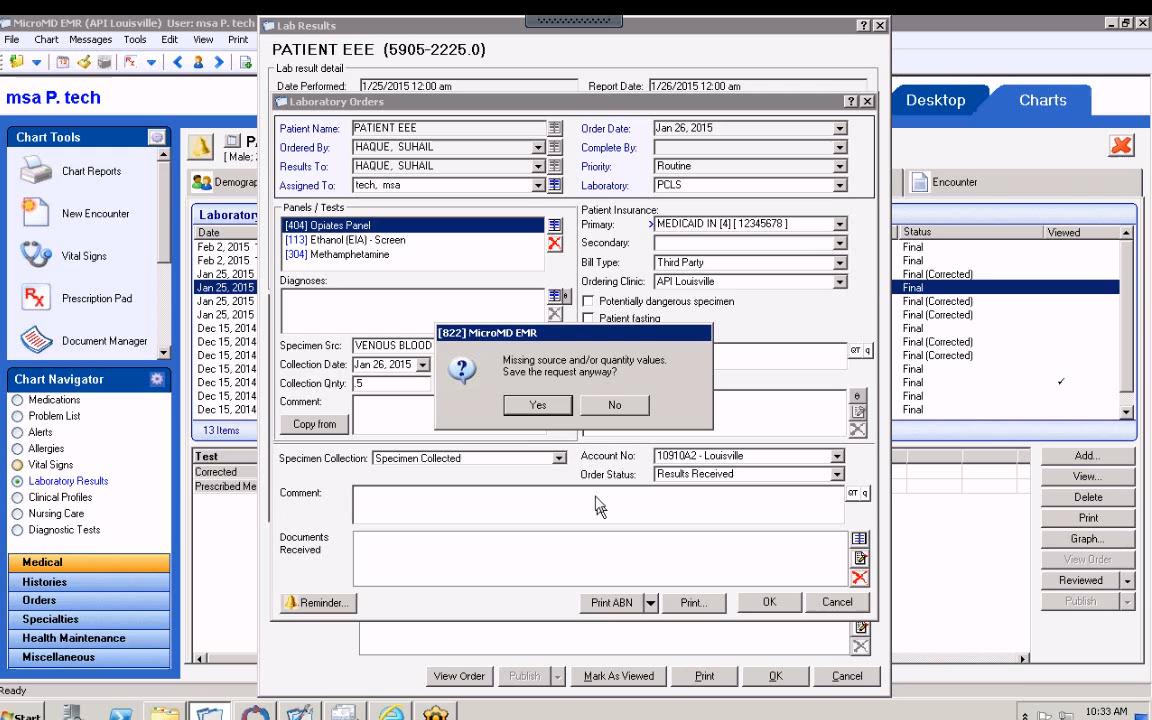 MicroMD EMR (API Louisville) User: msa P. tech
File Chart Messages Tools Edit View Print
msa P. tech
Desktop
Charts
Chart Tools
Chart Reports
New Encounter
Vital Signs
Prescription Pad
Document Manager
Chart Navigator
Medications
Problem List
Alerts
Allergies
Vital Signs
Laboratory Results
Clinical Profiles
Nursing Care
Diagnostic Tests
Medical
Histories
Orders
Specialties
Health Maintenance
Miscellaneous
Ready
Start
[ Male;
Demograp
Encounter
Laboratory
Date
Feb 2, 2015
Feb 2, 2015
Jan 25, 2015
Jan 25, 2015
Jan 25, 2015
Jan 25, 2015
Dec 15, 2014
Dec 15, 2014
Dec 15, 2014
Dec 15, 2014
Dec 15, 2014
Dec 15, 2014
Dec 15, 2014
13 Items
Test
Corrected
Prescribed Me
Lab Results
PATIENT EEE (5905-2225.0)
Lab result detail
Date Performed: 1/25/2015 12:00 am
Report Date: 1/26/2015 12:00 am
Laboratory Orders
Patient Name: PATIENT EEE
Order Date: Jan 26, 2015
Ordered By: HAQUE, SUHAIL
Complete By:
Results To: HAQUE, SUHAIL
Priority: Routine
Assigned To: tech, msa
Laboratory: PCLS
Panels / Tests
[404] Opiates Panel
[113] Ethanol (EIA) - Screen
[304] Methamphetamine
Patient Insurance:
Primary: > MEDICAID IN [4] [ 12345678 ]
Secondary:
Bill Type: Third Party
Ordering Clinic: API Louisville
Diagnoses:
Potentially dangerous specimen
Patient fasting
Specimen Src: VENOUS BLOOD
Collection Date: Jan 26, 2015
Collection Qnty: .5
Comment:
Copy from
[822] MicroMD EMR
Missing source and/or quantity values.
Save the request anyway?
Yes No
Specimen Collection: Specimen Collected
Account No: 10910A2 - Louisville
Order Status: Results Received
Comment:
Documents
Received
Reminder...
Print ABN Print... OK Cancel
View Order Publish Mark As Viewed Print OK Cancel
Status Viewed
Final
Final
Final (Corrected)
Final
Final (Corrected)
Final (Corrected)
Final (Corrected)
Final
Final
Final
Final
Final
Final
Add...
View...
Delete
Print
Graph...
View Order
Reviewed
Publish
10:33 AM